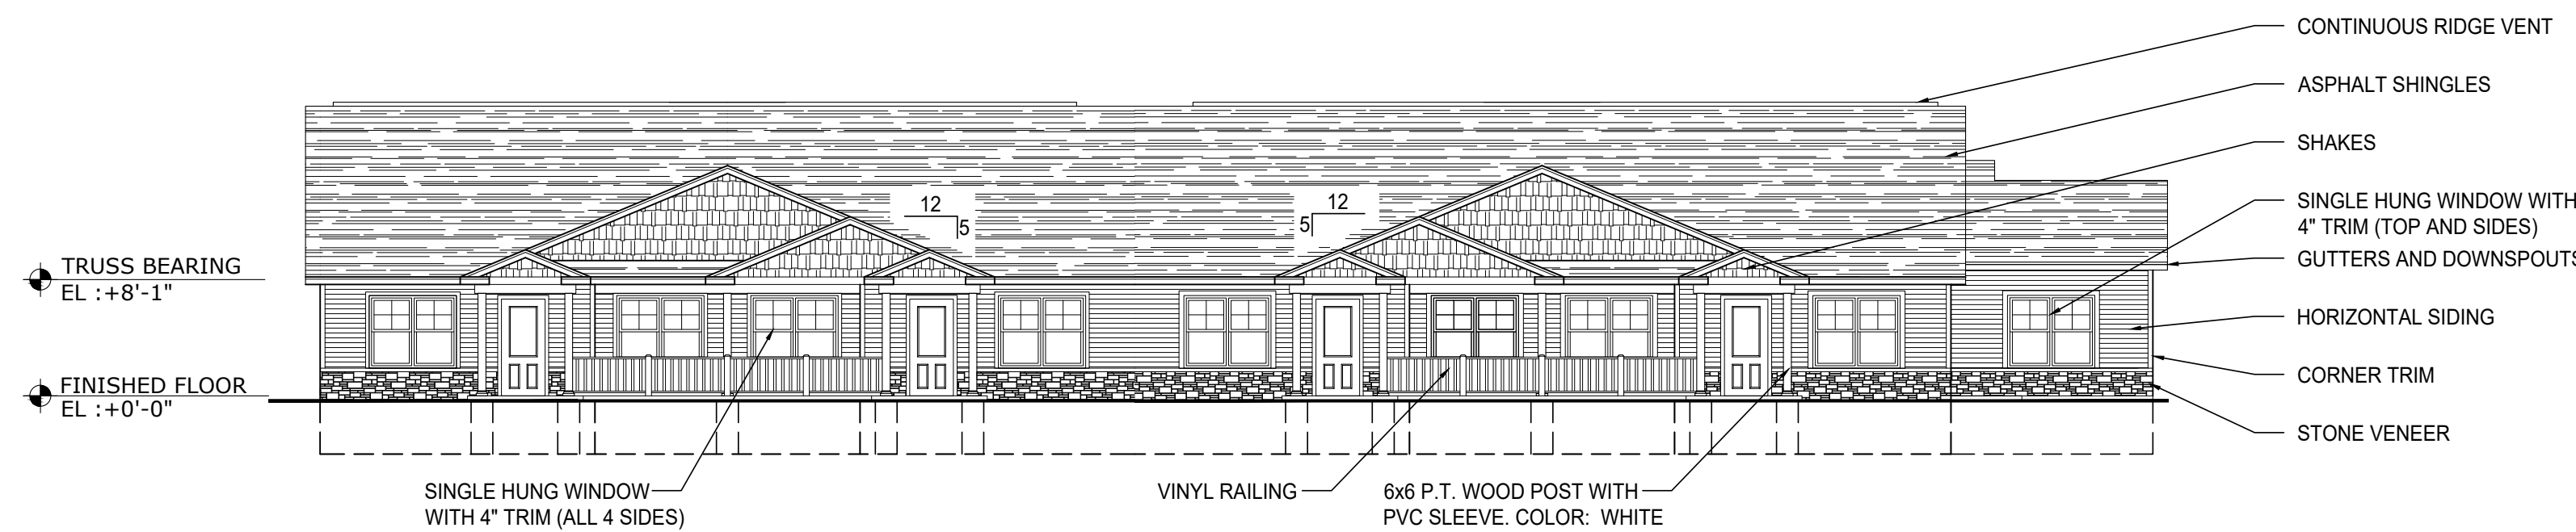 CONTINUOUS RIDGE VENT
ASPHALT SHINGLES
SHAKES
SINGLE HUNG WINDOW WITH
4" TRIM (TOP AND SIDES)
GUTTERS AND DOWNSPOUTS
HORIZONTAL SIDING
CORNER TRIM
STONE VENEER
12
5
12
5
TRUSS BEARING
EL :+8'-1"
FINISHED FLOOR
EL :+0'-0"
SINGLE HUNG WINDOW
WITH 4" TRIM (ALL 4 SIDES)
VINYL RAILING
6x6 P.T. WOOD POST WITH
PVC SLEEVE. COLOR: WHITE